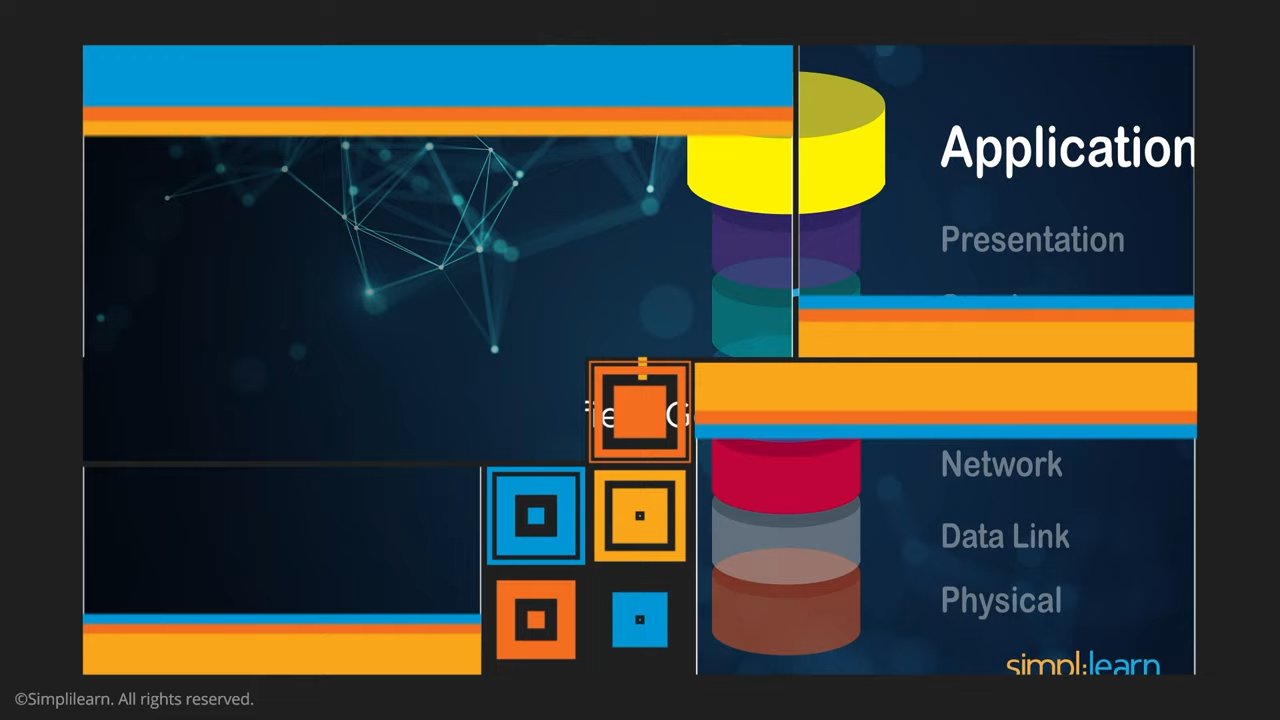 Application
Presentation
Network
Data Link
Physical
simplilearn
©Simplilearn. All rights reserved.